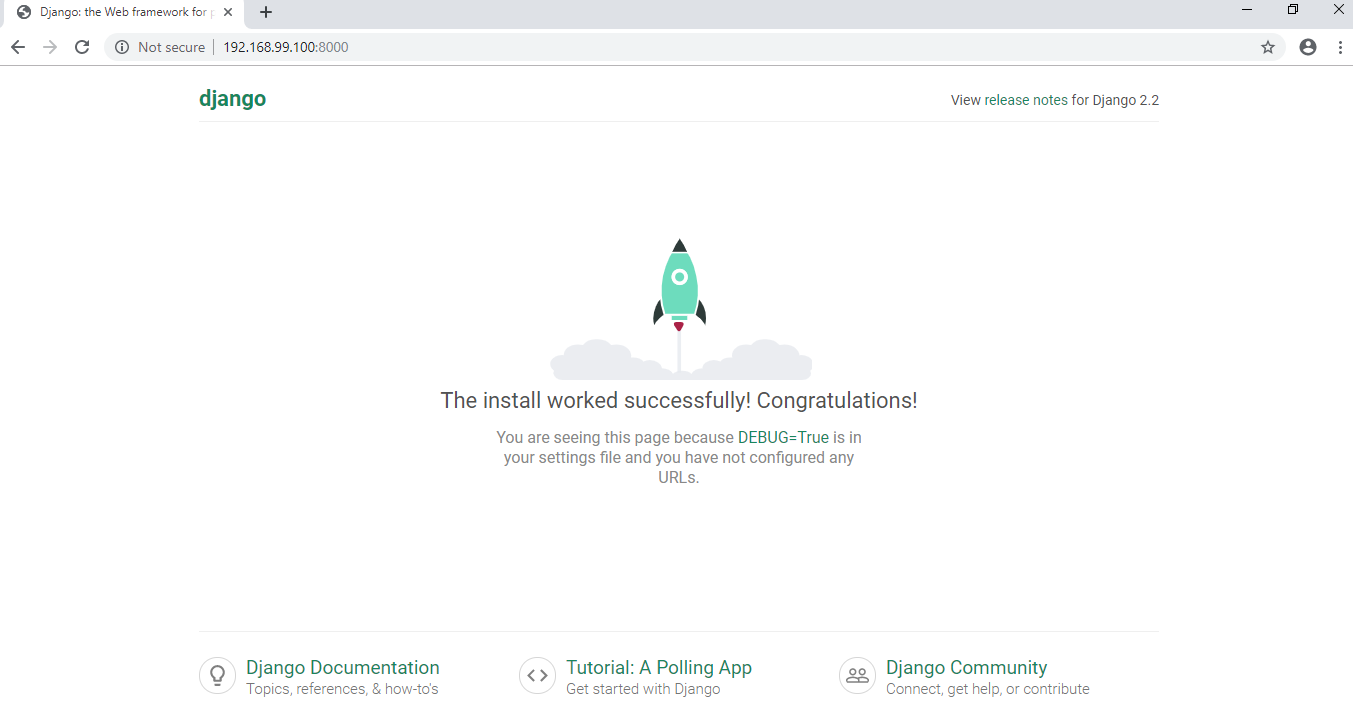 Django: the Web framework for p
Not secure
192.168.99.100:8000
django
View release notes for Django 2.2
The install worked successfully! Congratulations!
You are seeing this page because DEBUG=True is in
your settings file and you have not configured any
URLs.
Django Documentation
Topics, references, & how-to's
Tutorial: A Polling App
Get started with Django
Django Community
Connect, get help, or contribute